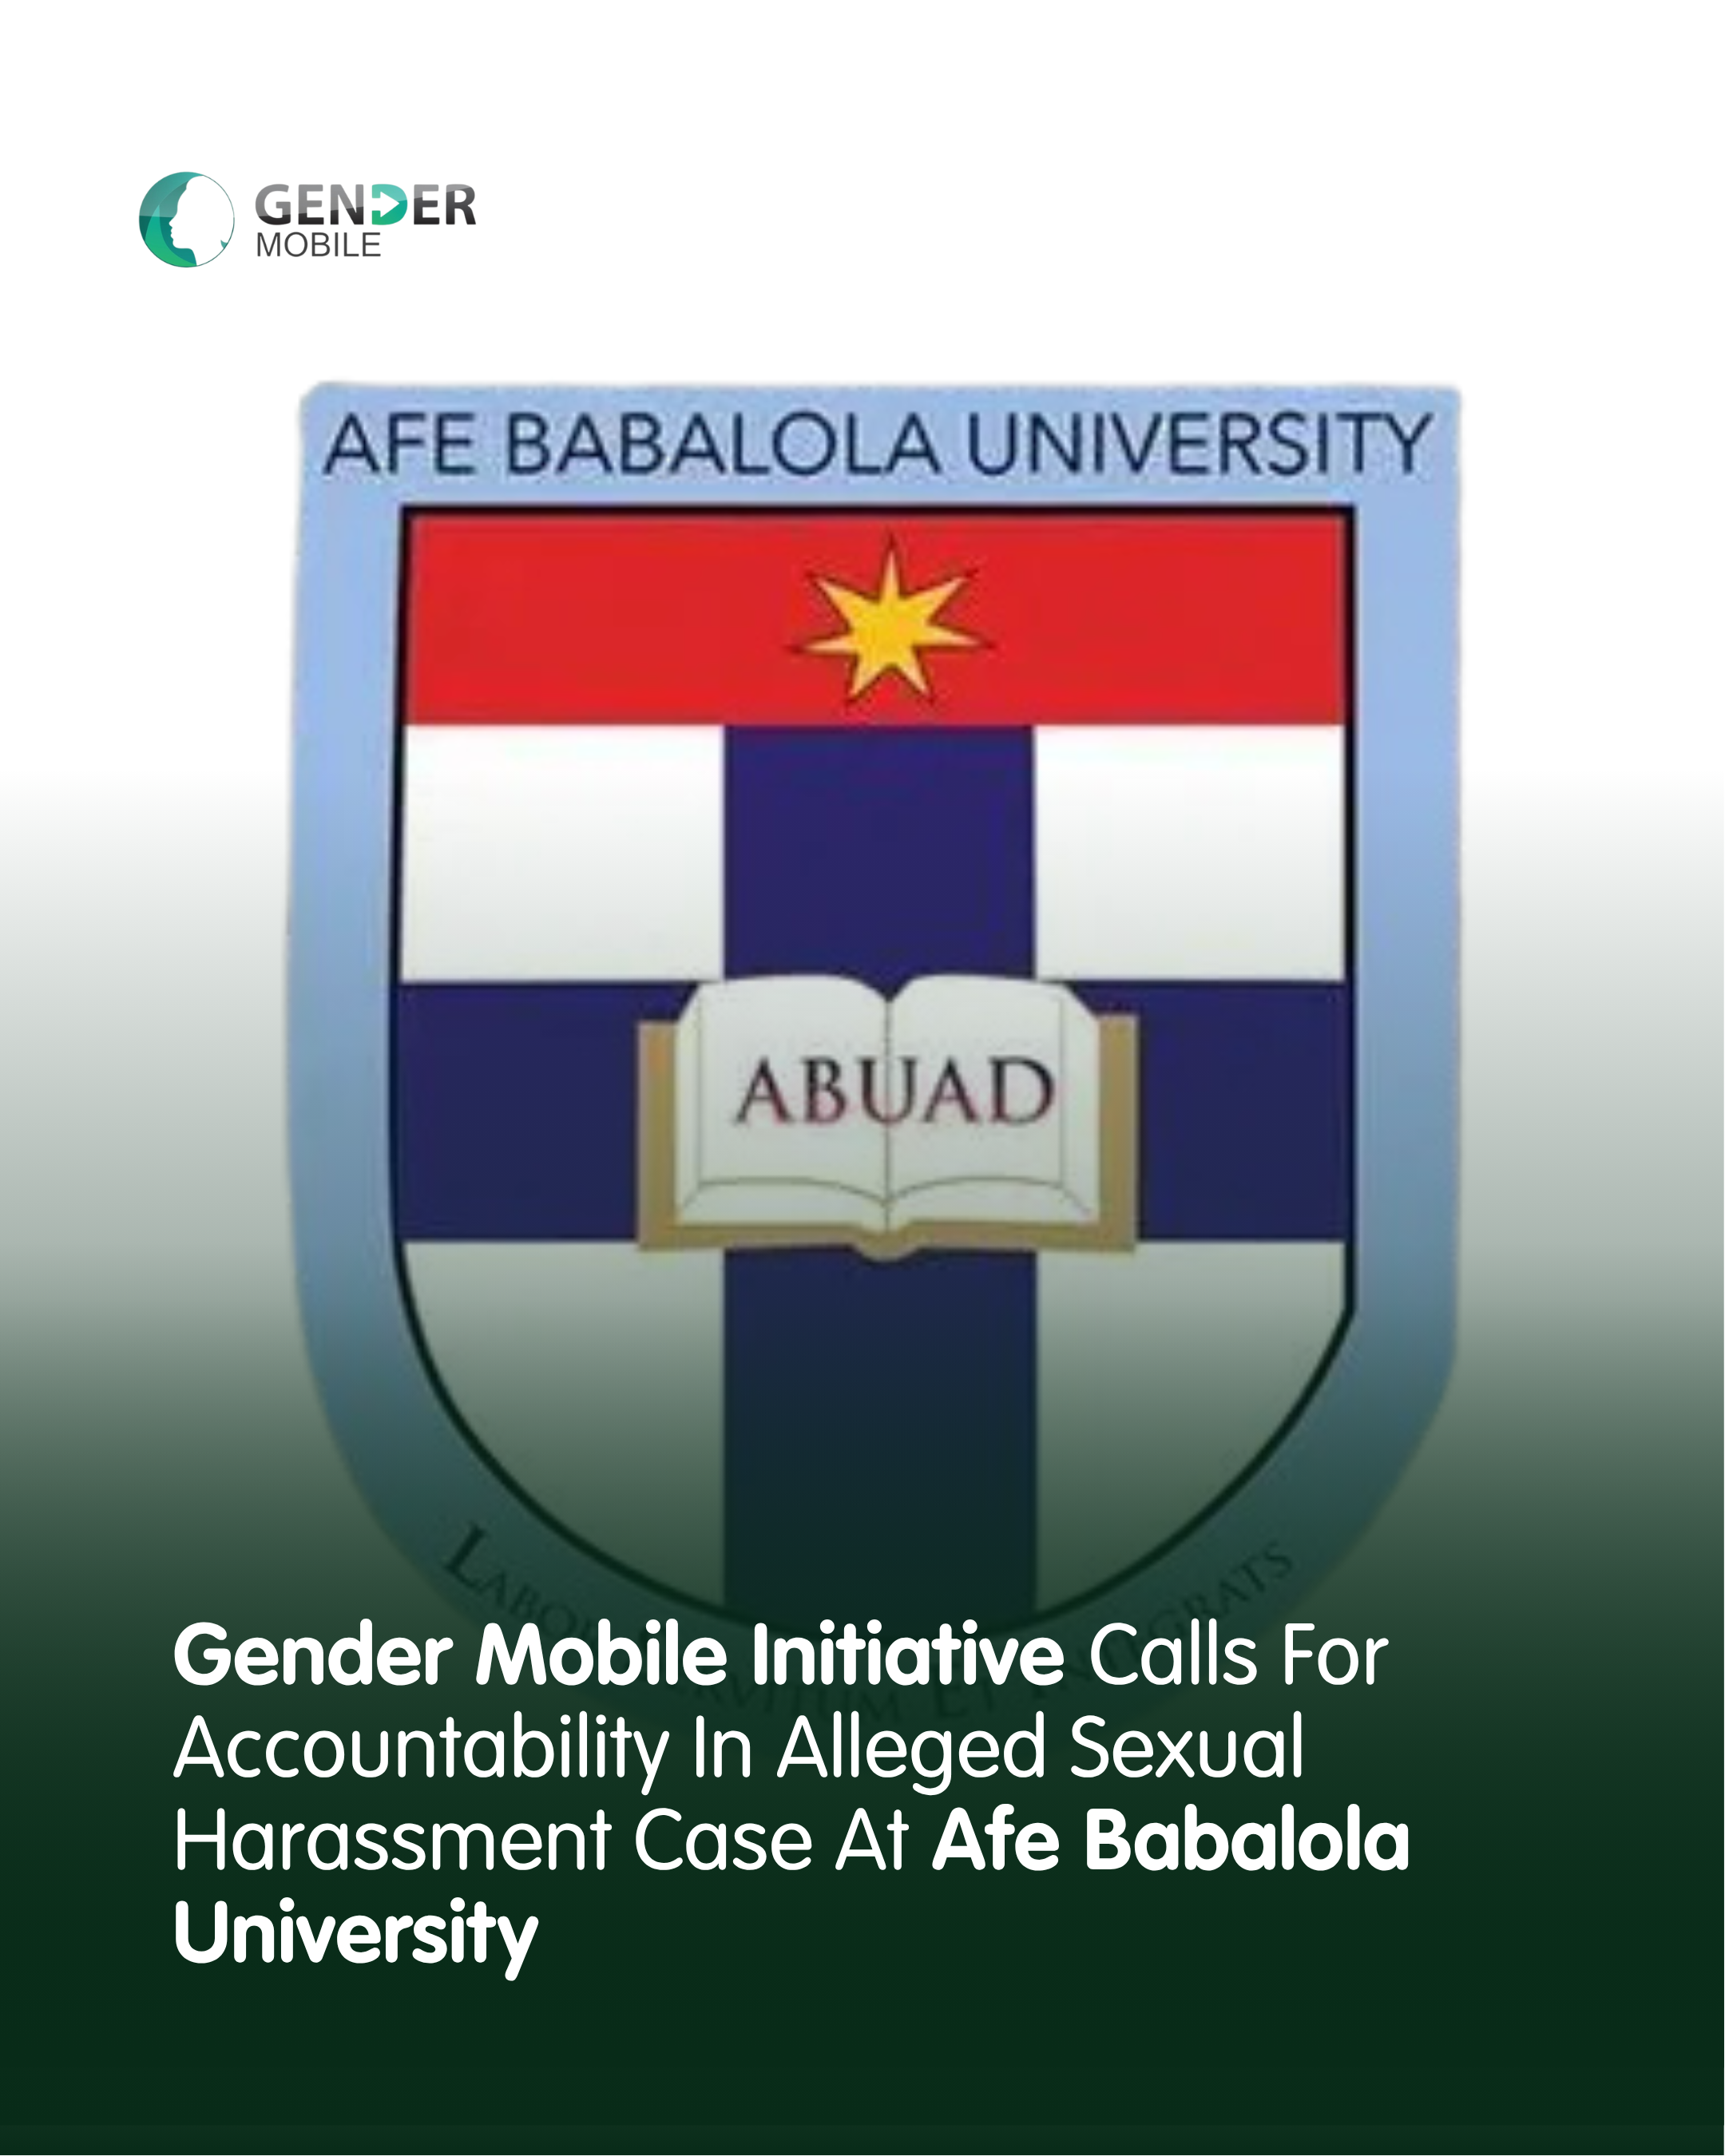 GENDER
MOBILE
AFE BABALOLA UNIVERSITY
ABUAD
Gender Mobile Initiative Calls For
Accountability In Alleged Sexual
Harassment Case At Afe Babalola
University